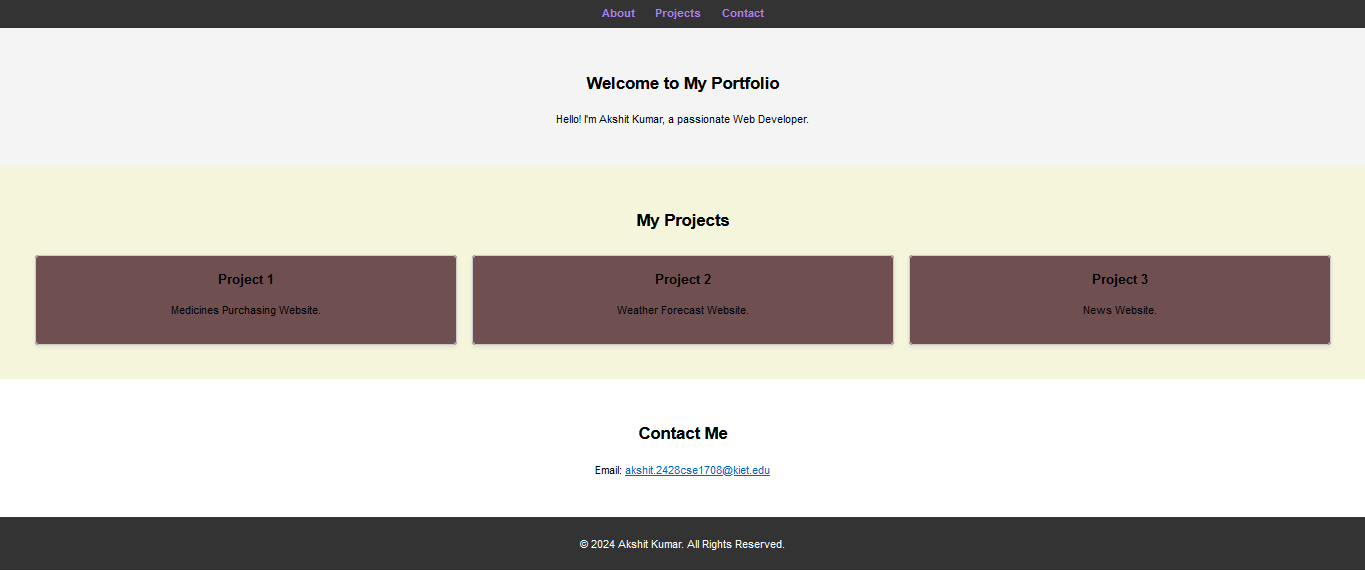 About Projects Contact
Welcome to My Portfolio
Hello! I'm Akshit Kumar, a passionate Web Developer.
My Projects
Project 1
Medicines Purchasing Website.
Project 2
Weather Forecast Website.
Project 3
News Website.
Contact Me
Email: akshit.2428cse1708@kiet.edu
© 2024 Akshit Kumar. All Rights Reserved.